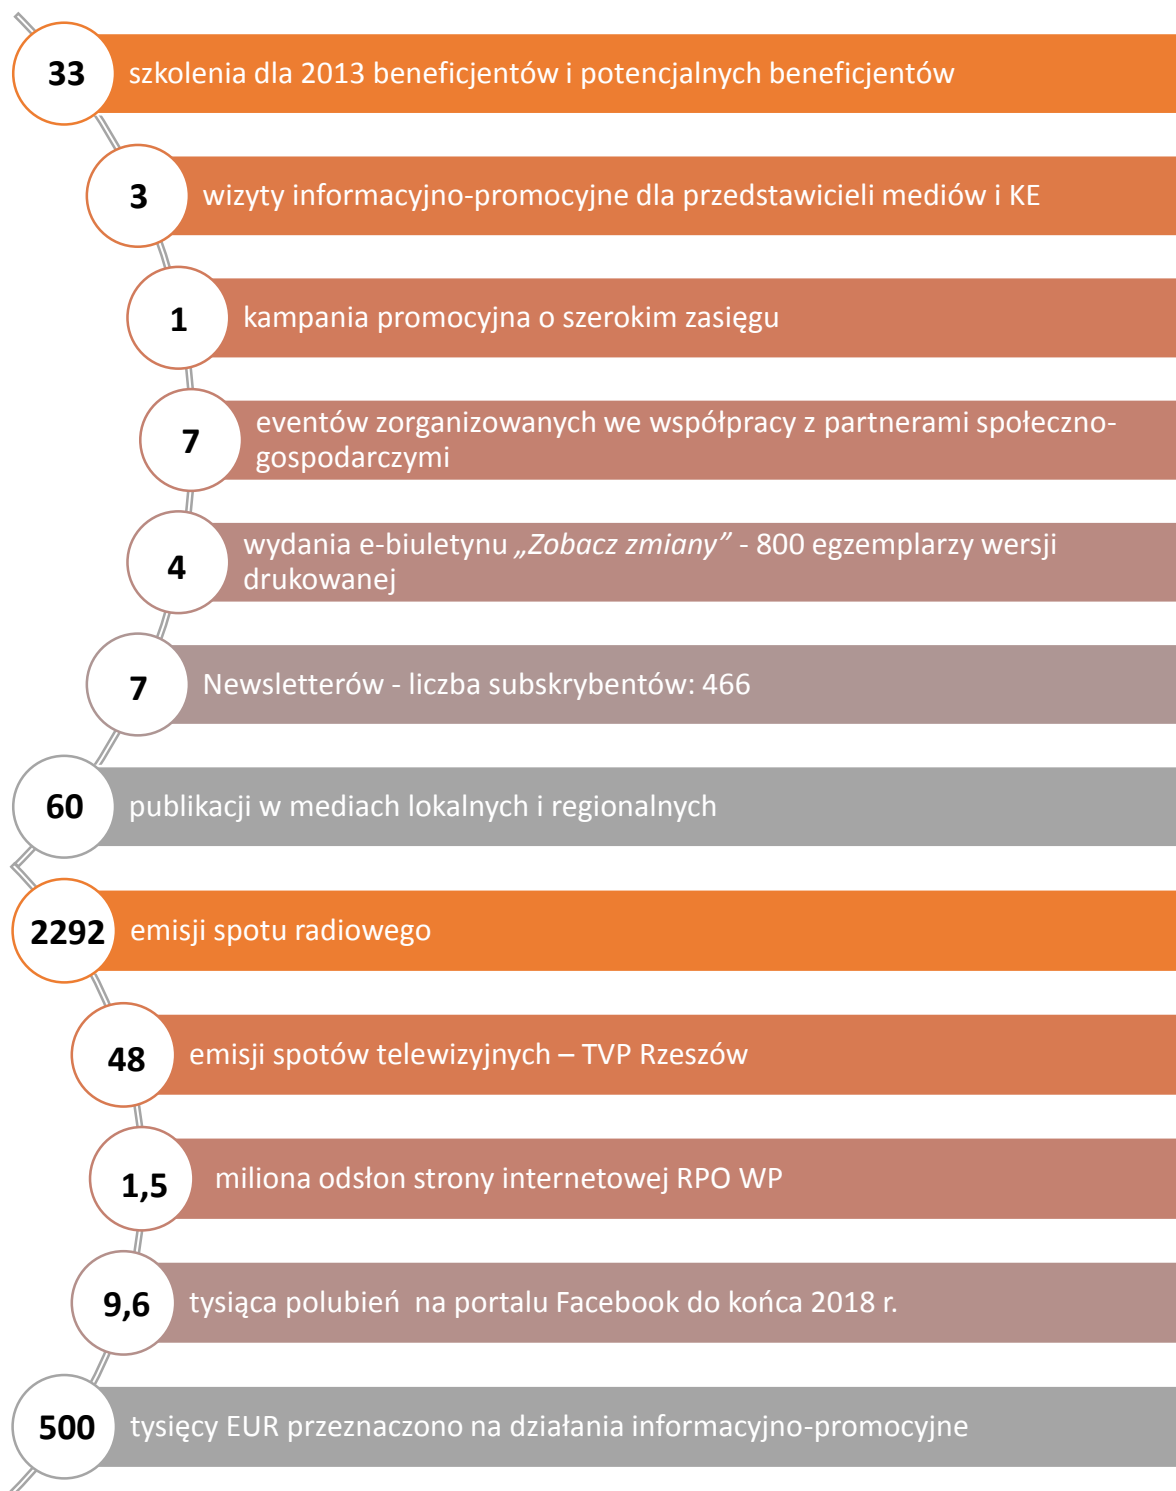 33 szkolenia dla 2013 beneficjentów i potencjalnych beneficjentów
3 wizyty informacyjno-promocyjne dla przedstawicieli mediów i KE
1 kampania promocyjna o szerokim zasięgu
7 eventów zorganizowanych we współpracy z partnerami społeczno-
gospodarczymi
4 wydania e-biuletynu „Zobacz zmiany” - 800 egzemplarzy wersji
drukowanej
7 Newsletterów - liczba subskrybentów: 466
60 publikacji w mediach lokalnych i regionalnych
2292 emisji spotu radiowego
48 emisji spotów telewizyjnych – TVP Rzeszów
1,5 miliona odsłon strony internetowej RPO WP
9,6 tysiąca polubień  na portalu Facebook do końca 2018 r.
500 tysięcy EUR przeznaczono na działania informacyjno-promocyjne